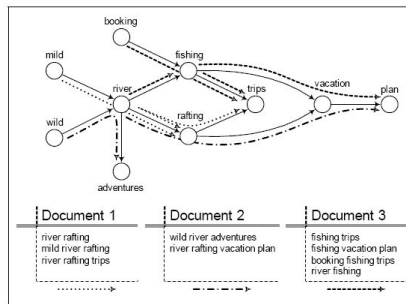 booking
mild
fishing
river
trips
vacation
plan
wild
rafting
adventures
Document 1
river rafting
mild river rafting
river rafting trips
Document 2
wild river adventures
river rafting vacation plan
Document 3
fishing trips
fishing vacation plan
booking fishing trips
river fishing